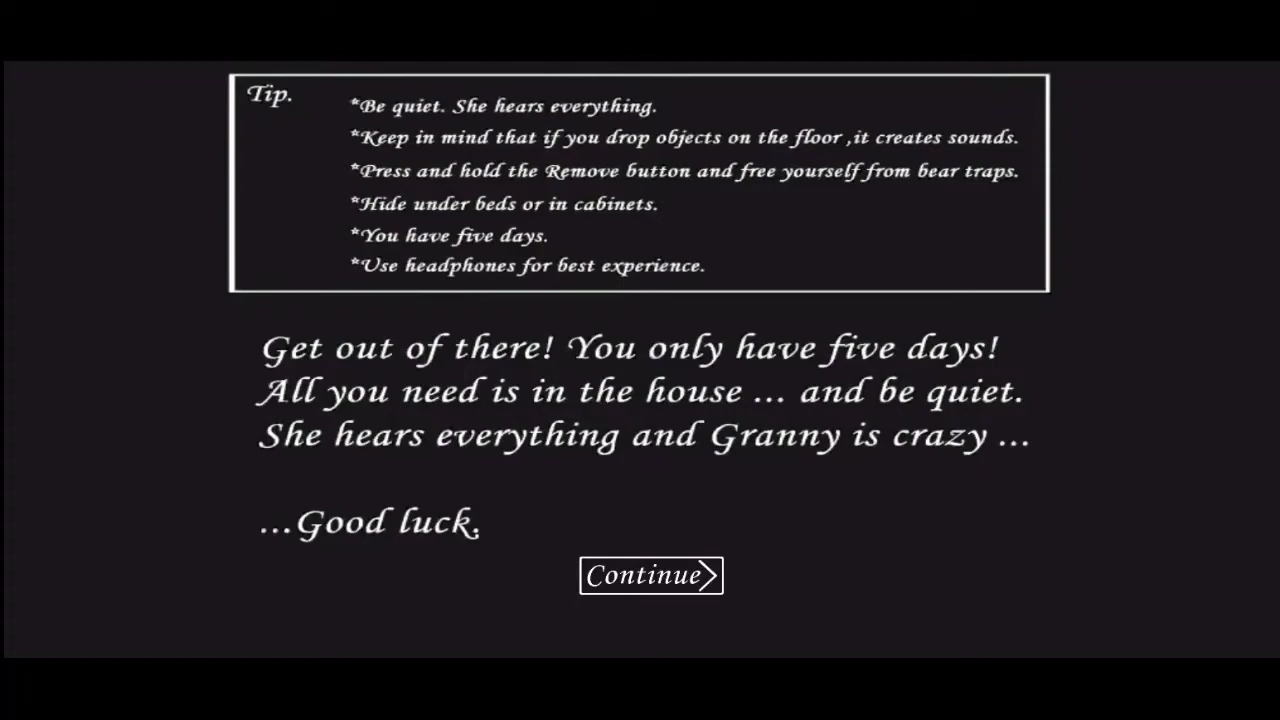 Tip.
*Be quiet. She hears everything.
*Keep in mind that if you drop objects on the floor ,it creates sounds.
*Press and hold the Remove button and free yourself from bear traps.
*Hide under beds or in cabinets.
*You have five days.
*Use headphones for best experience.
Get out of there! You only have five days!
All you need is in the house ... and be quiet.
She hears everything and Granny is crazy ...
...Good luck.
Continue>